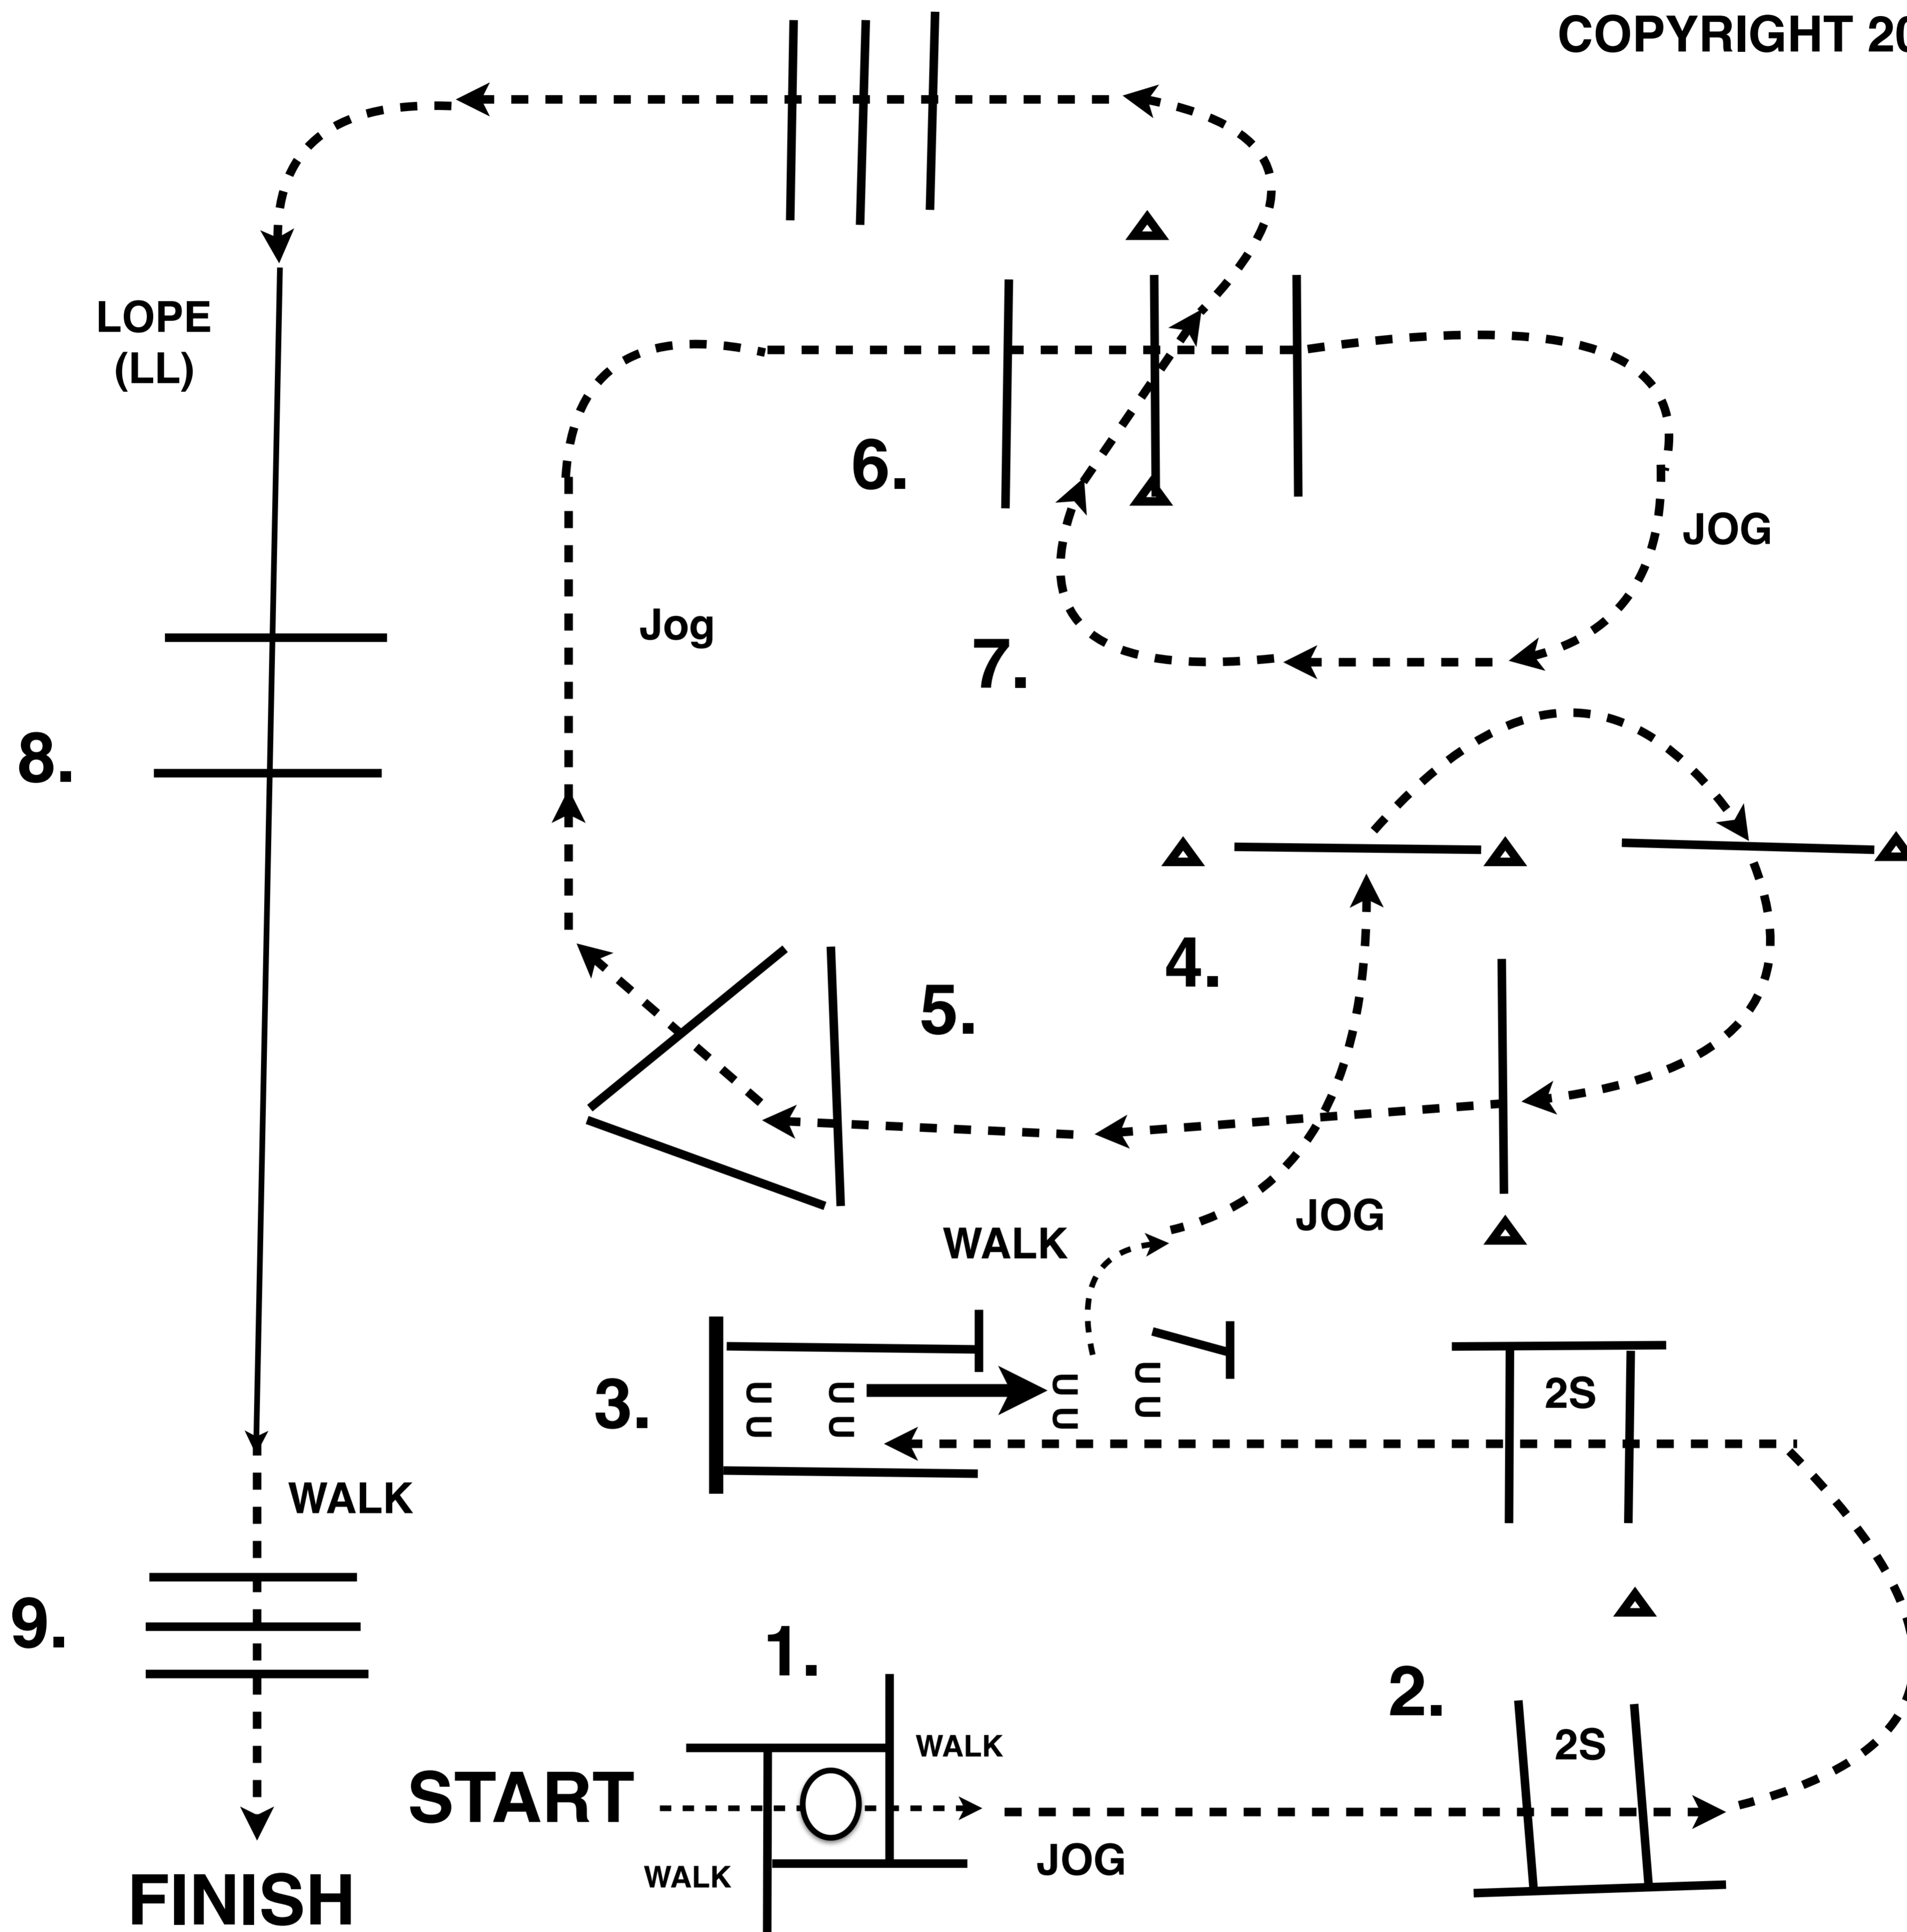 COPYRIGHT 20
LOPE
(LL)
6.
JOG
Jog
7.
8.
4.
5.
JOG
WALK
3.
2S
WALK
9.
1.
2.
WALK
2S
START
JOG
WALK
FINISH